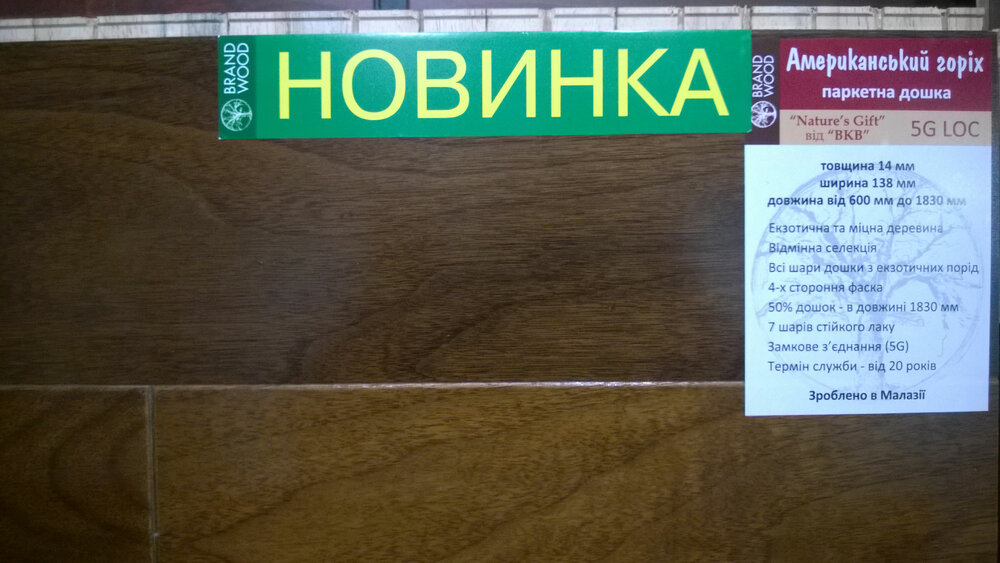 BRAND
WOOD
НОВИНКА
BRAND
WOOD
Американський горіх
паркетна дошка
"Nature's Gift"
від "BKB"
5G LOC
товщина 14 мм
ширина 138 мм
довжина від 600 мм до 1830 мм
Екзотична та міцна деревина
Відмінна селекція
Всі шари дошки з екзотичних порід
4-х стороння фаска
50% дошок - в довжині 1830 мм
7 шарів стійкого лаку
Замкове з'єднання (5G)
Термін служби - від 20 років
Зроблено в Малазії